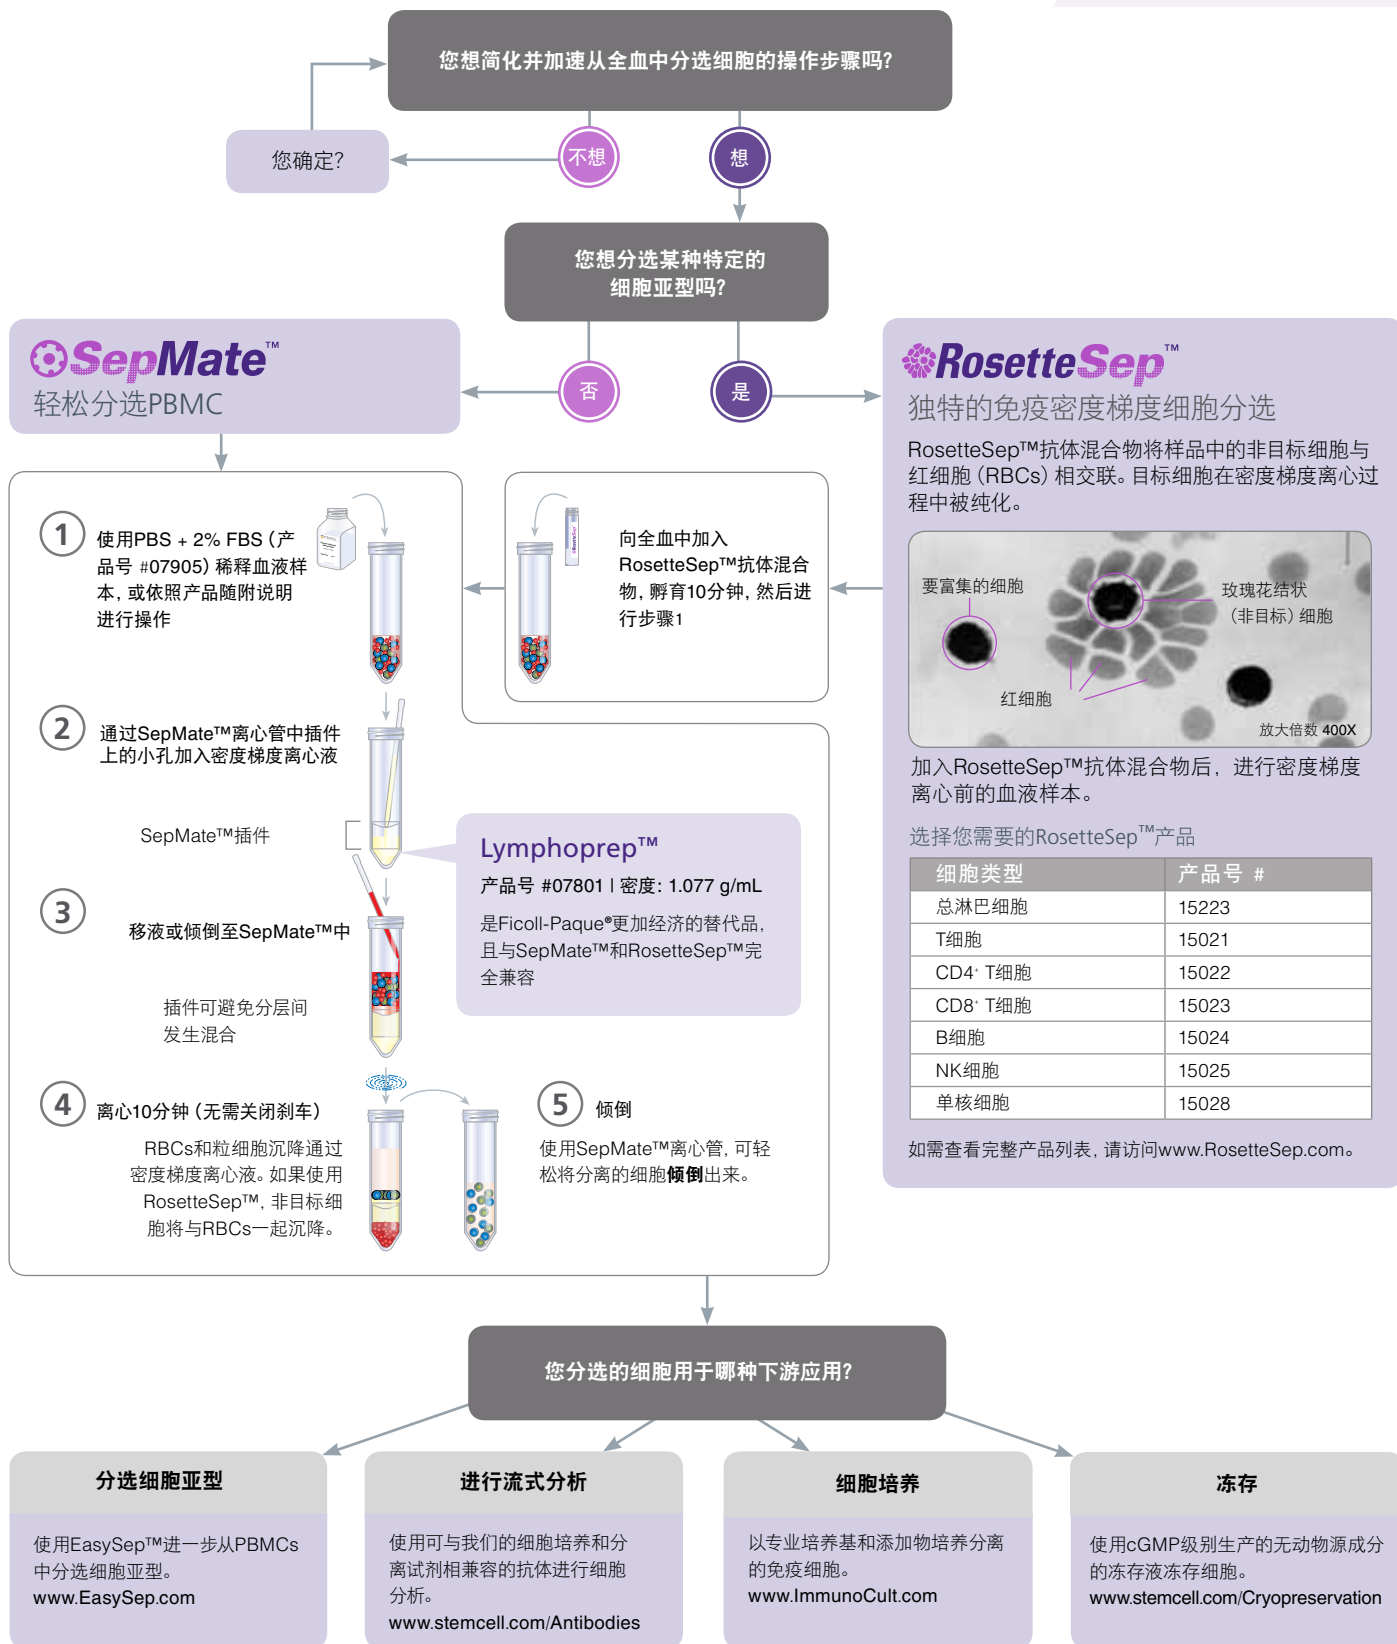 您想简化并加速从全血中分选细胞的操作步骤吗?
您确定?
不想
想
您想分选某种特定的
细胞亚型吗?
否
是
SepMate™
轻松分选PBMC
RosetteSep™
独特的免疫密度梯度细胞分选
RosetteSep™抗体混合物将样品中的非目标细胞与
红细胞（RBCs）相交联。目标细胞在密度梯度离心过
程中被纯化。
要富集的细胞
玫瑰花结状
（非目标）细胞
红细胞
放大倍数 400X
加入RosetteSep™抗体混合物后，进行密度梯度
离心前的血液样本。
选择您需要的RosetteSep™产品
细胞类型 产品号 #
总淋巴细胞 15223
T细胞 15021
CD4⁺ T细胞 15022
CD8⁺ T细胞 15023
B细胞 15024
NK细胞 15025
单核细胞 15028
如需查看完整产品列表，请访问www.RosetteSep.com。
1
使用PBS + 2% FBS（产
品号 #07905）稀释血液样
本，或依照产品随附说明
进行操作
RosetteSep
向全血中加入
RosetteSep™抗体混合
物，孵育10分钟，然后进
行步骤1
2
通过SepMate™离心管中插件
上的小孔加入密度梯度离心液
SepMate™插件
Lymphoprep™
产品号 #07801 | 密度: 1.077 g/mL
是Ficoll-Paque®更加经济的替代品，
且与SepMate™和RosetteSep™完
全兼容
3
移液或倾倒至SepMate™中
插件可避免分层间
发生混合
4
离心10分钟（无需关闭刹车）
RBCs和粒细胞沉降通过
密度梯度离心液。如果使用
RosetteSep™，非目标细
胞将与RBCs一起沉降。
5
倾倒
使用SepMate™离心管，可轻
松将分离的细胞倾倒出来。
您分选的细胞用于哪种下游应用?
分选细胞亚型
使用EasySep™进一步从PBMCs
中分选细胞亚型。
www.EasySep.com
进行流式分析
使用可与我们的细胞培养和分
离试剂相兼容的抗体进行细胞
分析。
www.stemcell.com/Antibodies
细胞培养
以专业培养基和添加物培养分离
的免疫细胞。
www.ImmunoCult.com
冻存
使用cGMP级别生产的无动物源成分
的冻存液冻存细胞。
www.stemcell.com/Cryopreservation